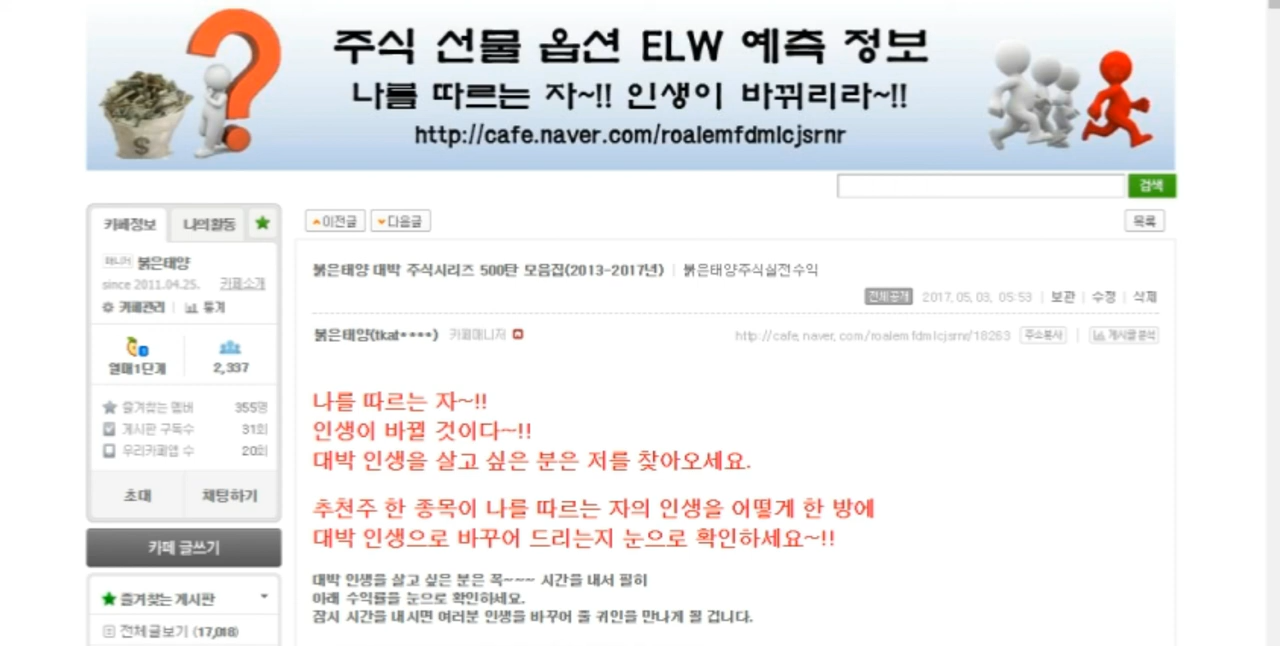 주식 선물 옵션 ELW 예측 정보
나를 따르는 자~!! 인생이 바뀌리라~!!
http://cafe.naver.com/roalemfdmlcjsrnr
검색
카페정보 나의활동
이전글 다음글 목록
매니저 붉은태양
since 2011.04.25. 카페소개
카페관리 통계
열매1단계 2,337
즐겨찾는 멤버 355명
게시판 구독수 31회
우리카페앱 수 20회
초대 채팅하기
카페 글쓰기
즐겨찾는 게시판
전체글보기 (17,018)
붉은태양 대박 주식시리즈 500탄 모음집(2013-2017년) | 붉은태양주식실전수익
전체공개 2017.05.03. 05:53 | 보관 | 수정 | 삭제
붉은태양(tkat****) 카페매니저
http://cafe.naver.com/roalemfdmlcjsrnr/18263 주소복사 | 게시글 분석
나를 따르는 자~!!
인생이 바뀔 것이다~!!
대박 인생을 살고 싶은 분은 저를 찾아오세요.
추천주 한 종목이 나를 따르는 자의 인생을 어떻게 한 방에
대박 인생으로 바꾸어 드리는지 눈으로 확인하세요~!!
대박 인생을 살고 싶은 분은 꼭~~~ 시간을 내서 필히
아래 수익률을 눈으로 확인하세요.
잠시 시간을 내시면 여러분 인생을 바꾸어 줄 귀인을 만나게 될 겁니다.